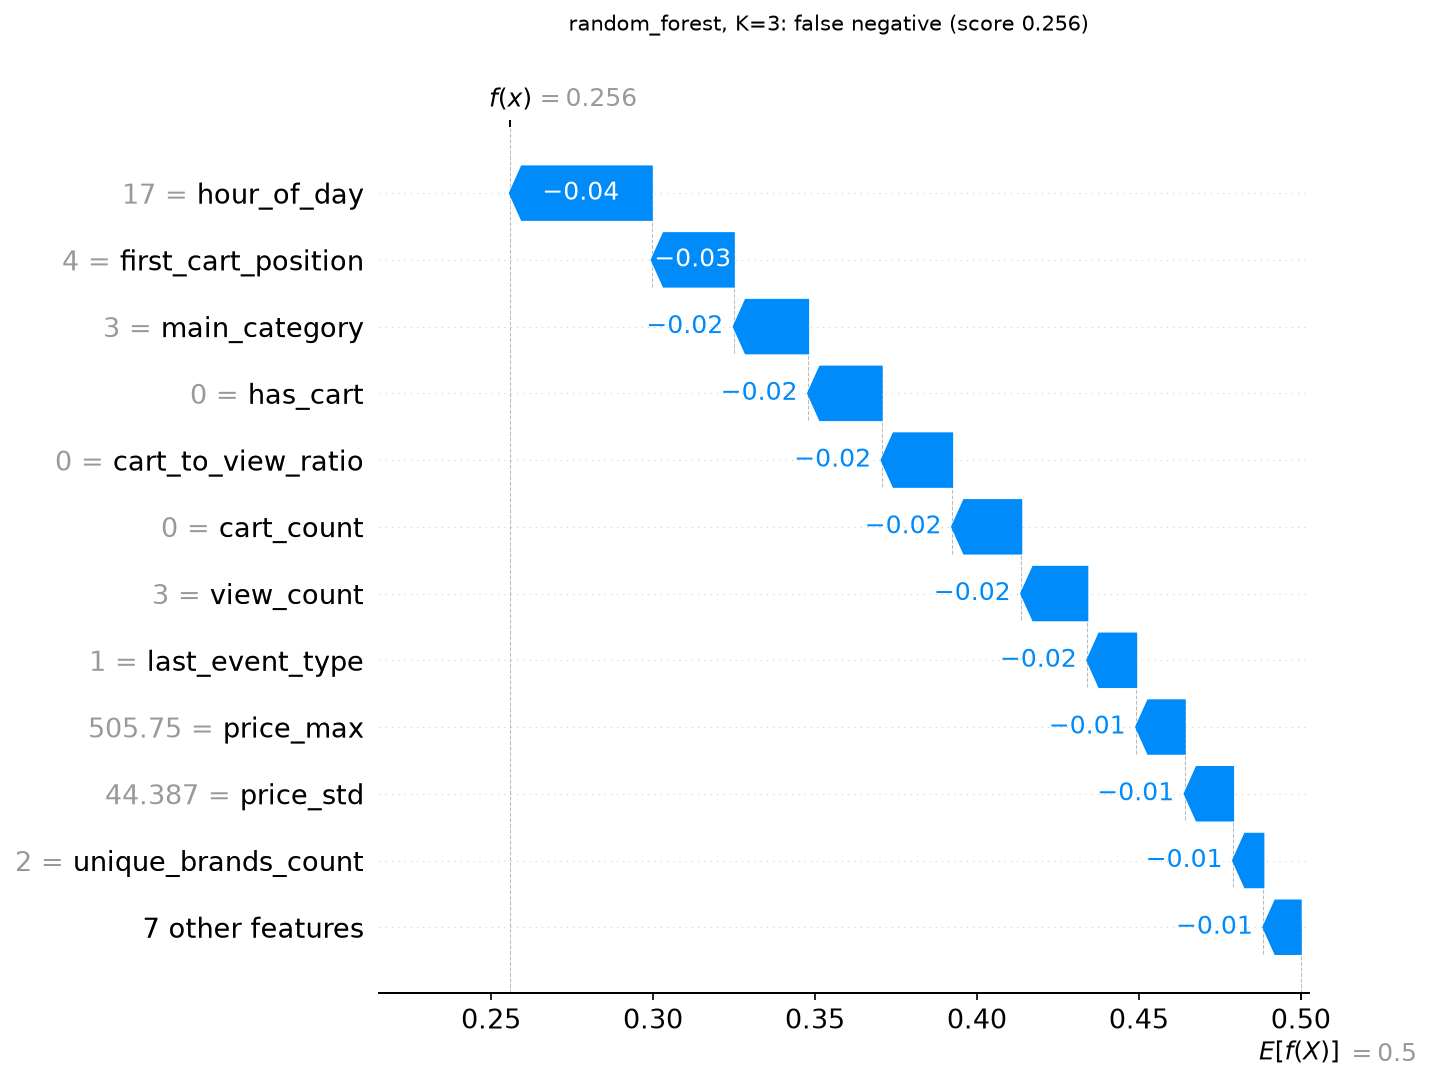 random_forest, K=3: false negative (score 0.256)
f(x) = 0.256
17 = hour_of_day −0.04
4 = first_cart_position −0.03
3 = main_category −0.02
0 = has_cart −0.02
0 = cart_to_view_ratio −0.02
0 = cart_count −0.02
3 = view_count −0.02
1 = last_event_type −0.02
505.75 = price_max −0.01
44.387 = price_std −0.01
2 = unique_brands_count −0.01
7 other features −0.01
0.25 0.30 0.35 0.40 0.45 0.50
E[f(X)] = 0.5